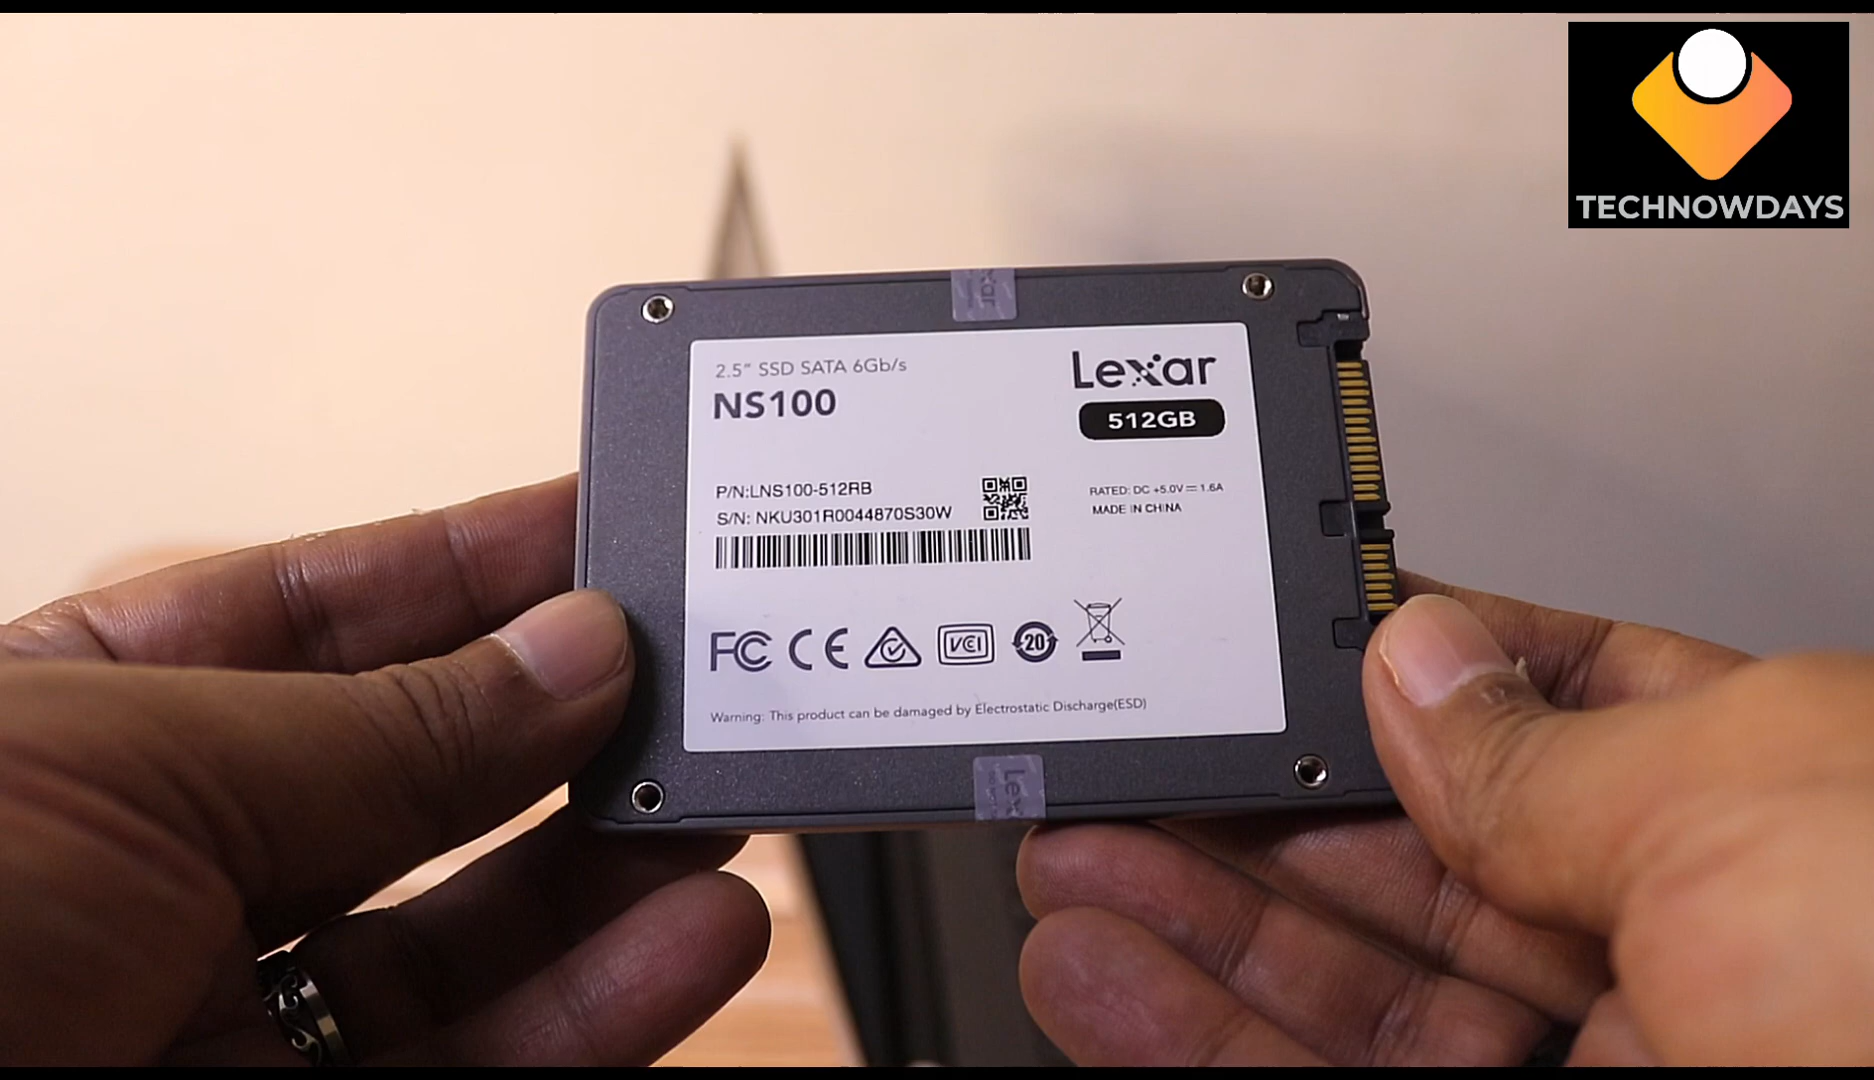 TECHNOWDAYS
2.5" SSD SATA 6Gb/s
NS100
Lexar
512GB
P/N:LNS100-512RB
S/N: NKU301R0044870S30W
RATED: DC +5.0V⎓1.6A
MADE IN CHINA
FC CE VCI 20
Warning: This product can be damaged by Electrostatic Discharge(ESD)